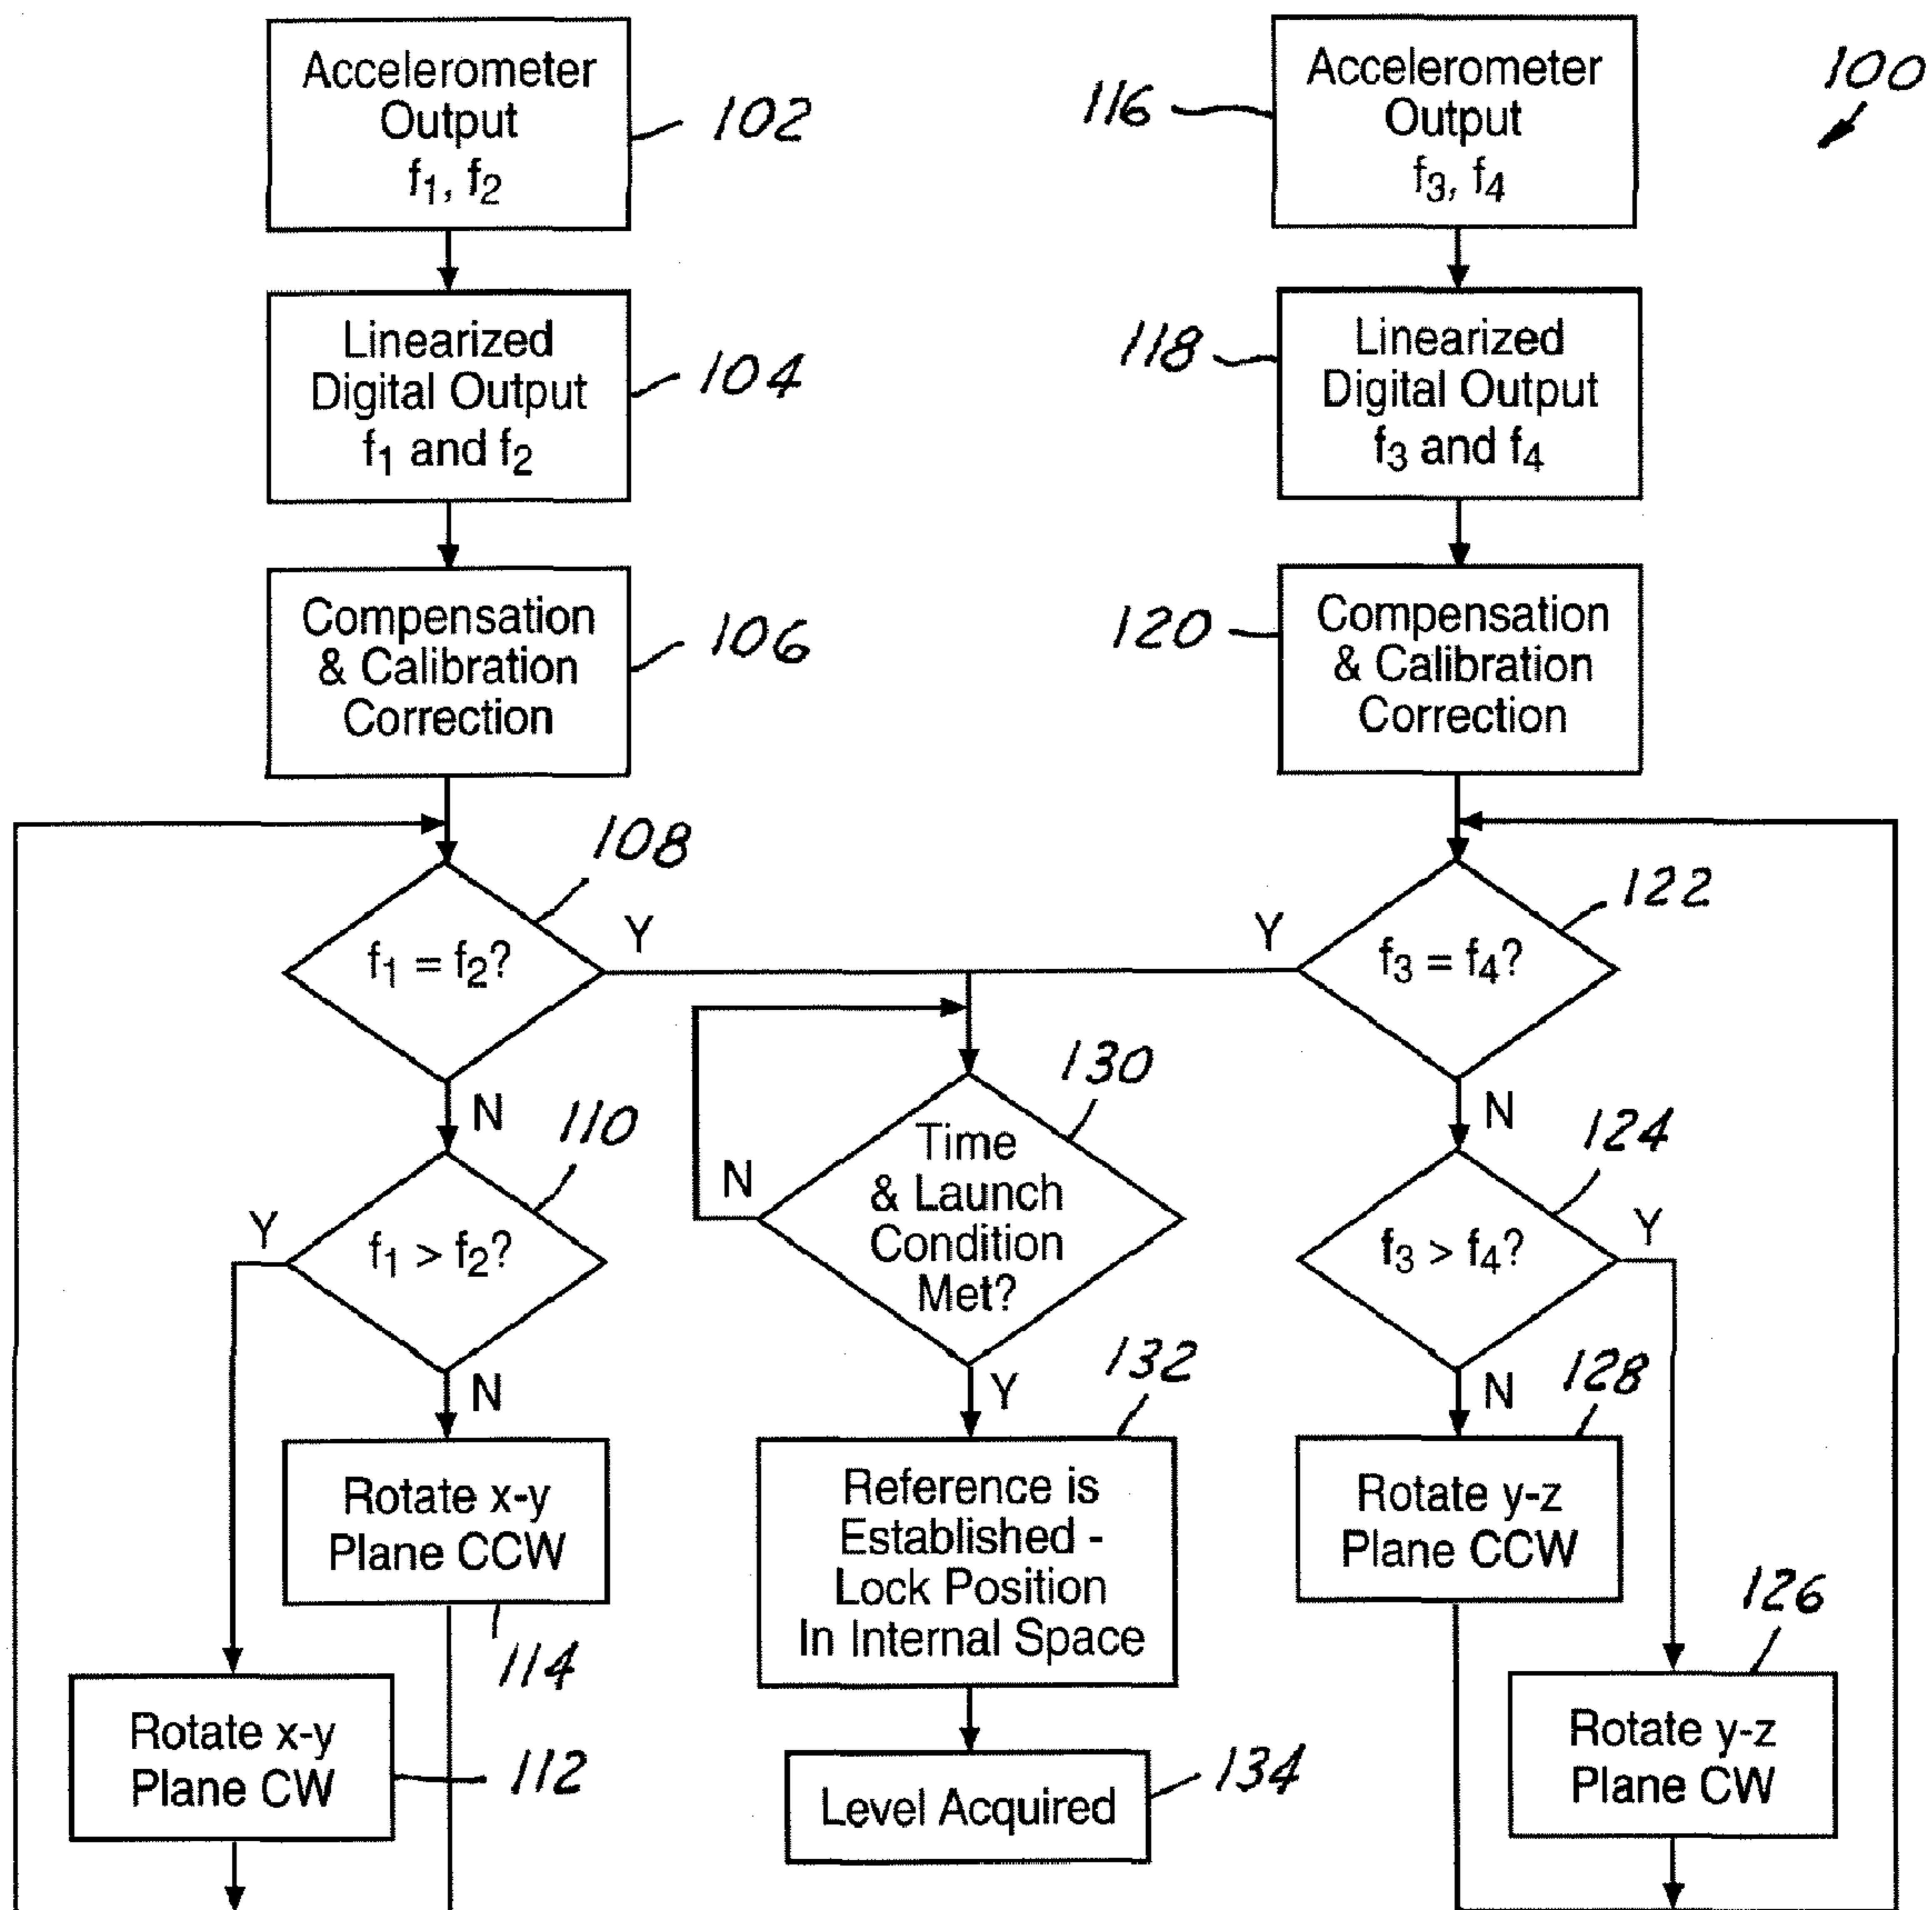 100
Accelerometer
Output
f₁, f₂
102
Linearized
Digital Output
f₁ and f₂
104
Compensation
& Calibration
Correction
106
f₁ = f₂?
108
Y
N
f₁ > f₂?
110
Y
N
Rotate x-y
Plane CCW
114
Rotate x-y
Plane CW
112
Accelerometer
Output
f₃, f₄
116
Linearized
Digital Output
f₃ and f₄
118
Compensation
& Calibration
Correction
120
f₃ = f₄?
122
Y
N
f₃ > f₄?
124
Y
N
Rotate y-z
Plane CCW
128
Rotate y-z
Plane CW
126
Time
& Launch
Condition
Met?
130
N
Y
Reference is
Established -
Lock Position
In Internal Space
132
Level Acquired
134